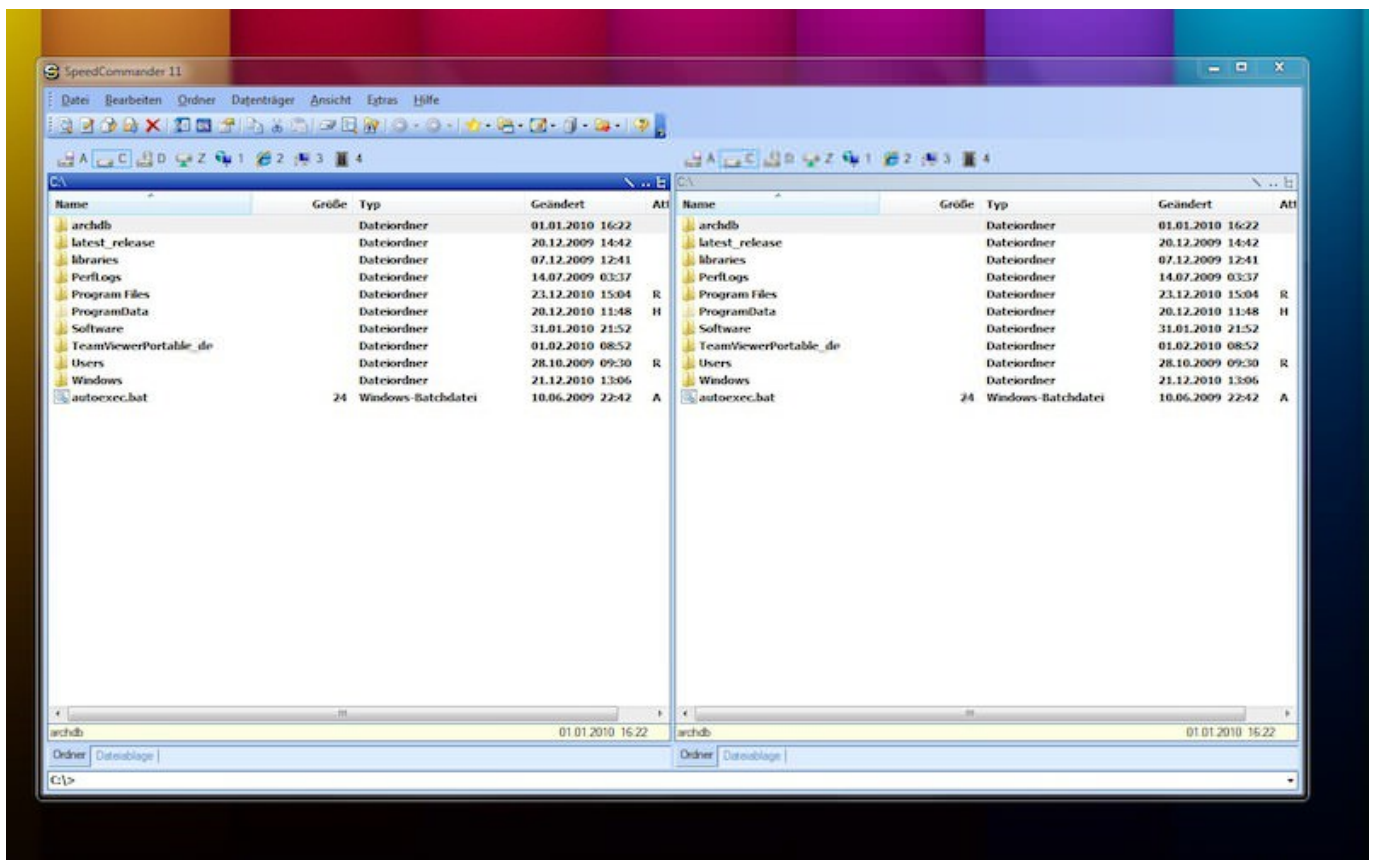 SpeedCommander 11
Datei Bearbeiten Ordner Datenträger Ansicht Extras Hilfe
A C D Z 1 2 3 4
C:\ \ ..
Name Größe Typ Geändert Att
archdb Dateiordner 01.01.2010 16:22
latest_release Dateiordner 20.12.2009 14:42
libraries Dateiordner 07.12.2009 12:41
PerfLogs Dateiordner 14.07.2009 03:37
Program Files Dateiordner 23.12.2010 15:04 R
ProgramData Dateiordner 20.12.2010 11:48 H
Software Dateiordner 31.01.2010 21:52
TeamViewerPortable_de Dateiordner 01.02.2010 08:52
Users Dateiordner 28.10.2009 09:30 R
Windows Dateiordner 21.12.2010 13:06
autoexec.bat 24 Windows-Batchdatei 10.06.2009 22:42 A
archdb 01.01.2010 16:22
Ordner Dateiablage
A C D Z 1 2 3 4
C:\ \ ..
Name Größe Typ Geändert Att
archdb Dateiordner 01.01.2010 16:22
latest_release Dateiordner 20.12.2009 14:42
libraries Dateiordner 07.12.2009 12:41
PerfLogs Dateiordner 14.07.2009 03:37
Program Files Dateiordner 23.12.2010 15:04 R
ProgramData Dateiordner 20.12.2010 11:48 H
Software Dateiordner 31.01.2010 21:52
TeamViewerPortable_de Dateiordner 01.02.2010 08:52
Users Dateiordner 28.10.2009 09:30 R
Windows Dateiordner 21.12.2010 13:06
autoexec.bat 24 Windows-Batchdatei 10.06.2009 22:42 A
archdb 01.01.2010 16:22
Ordner Dateiablage
C:\>